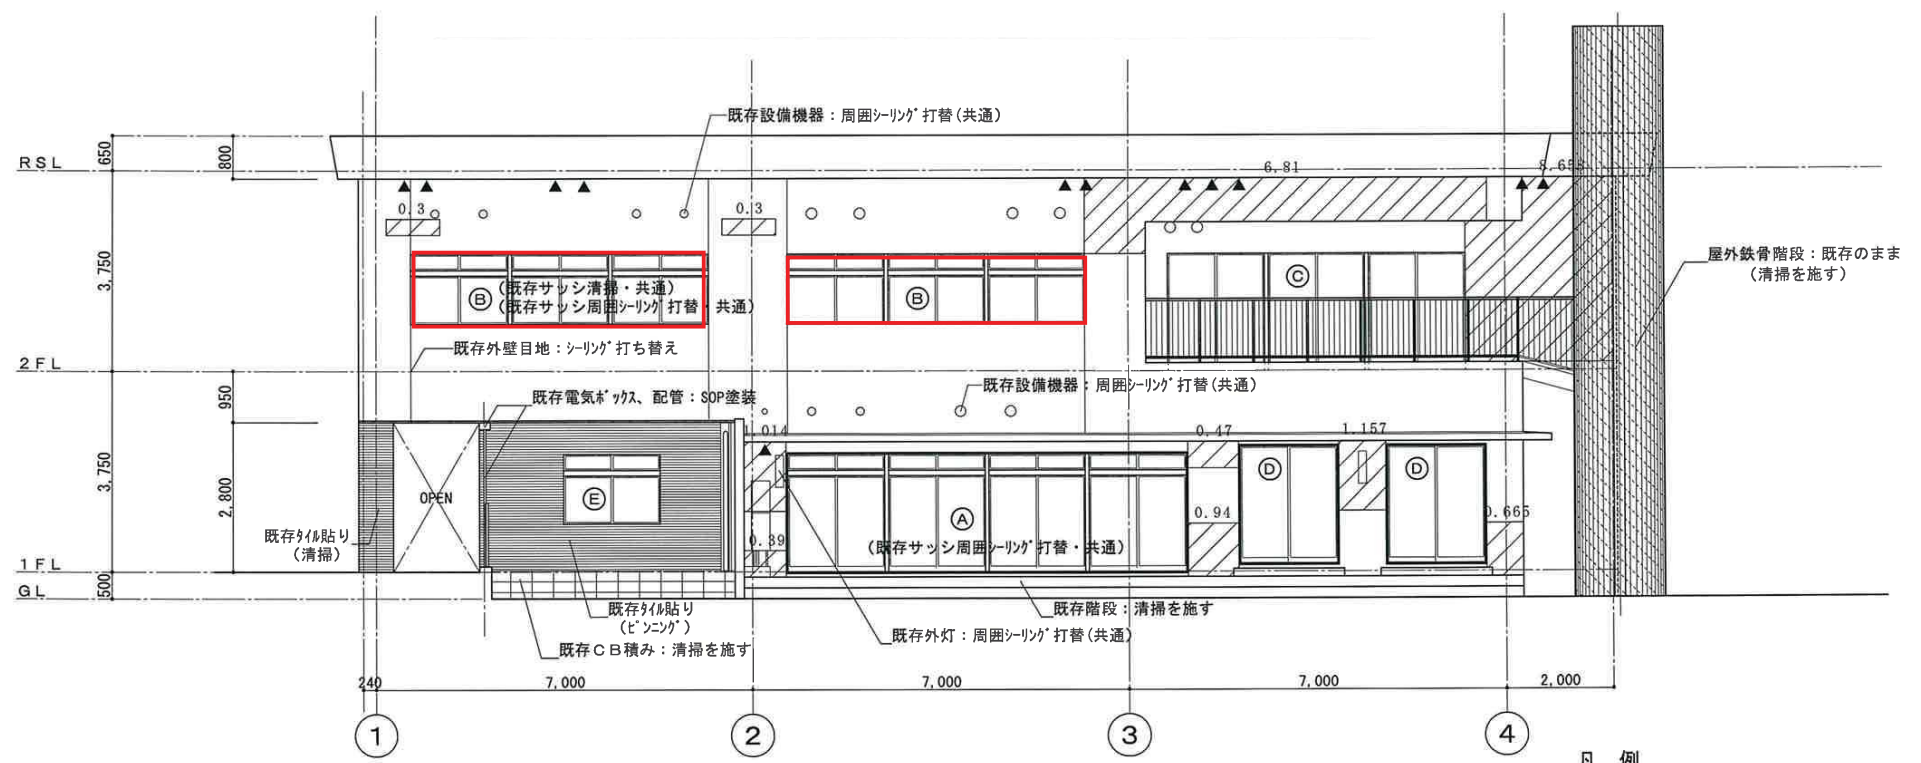 既存設備機器：周囲ｼｰﾘﾝｸﾞ打替(共通)
RSL
650
800
6.81
8.658
0.3
0.3
屋外鉄骨階段：既存のまま
(清掃を施す)
3,750
Ⓑ
(既存サッシ清掃・共通)
(既存サッシ周囲ｼｰﾘﾝｸﾞ打替・共通)
Ⓑ
Ⓒ
既存外壁目地：ｼｰﾘﾝｸﾞ打ち替え
2FL
既存設備機器：周囲ｼｰﾘﾝｸﾞ打替(共通)
950
既存電気ﾎﾞｯｸｽ、配管：SOP塗装
1.014
0.47
1.157
3,750
2,800
OPEN
Ⓔ
Ⓐ
Ⓓ
Ⓓ
0.94
0.665
既存ﾀｲﾙ貼り
(清掃)
0.39
(既存サッシ周囲ｼｰﾘﾝｸﾞ打替・共通)
1FL
500
GL
既存ﾀｲﾙ貼り
(ﾋﾟﾝﾆﾝｸﾞ)
既存階段：清掃を施す
既存外灯：周囲ｼｰﾘﾝｸﾞ打替(共通)
既存CB積み：清掃を施す
240
7,000
7,000
7,000
2,000
1
2
3
4
凡 例